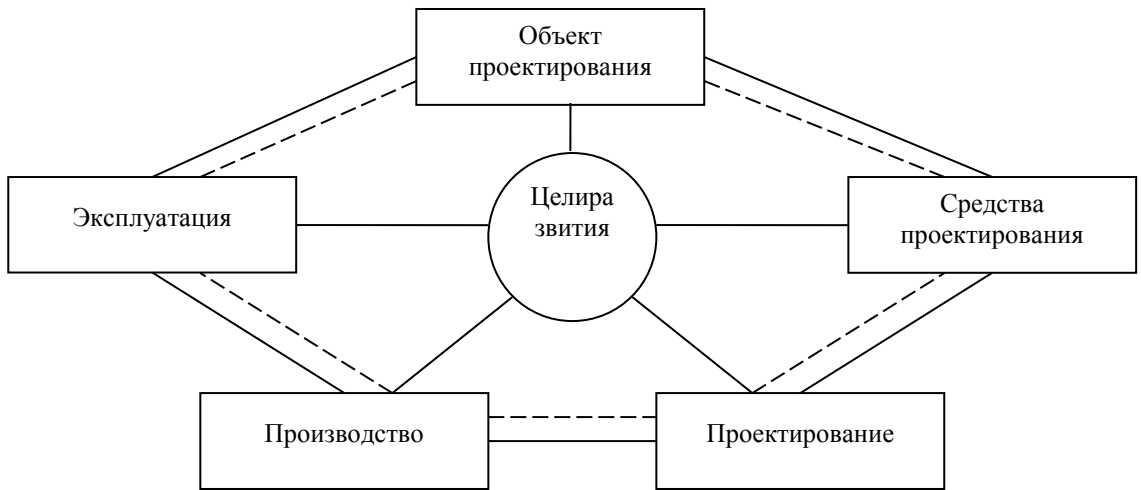 Объект
проектирования
Целира
звития
Эксплуатация
Средства
проектирования
Производство
Проектирование